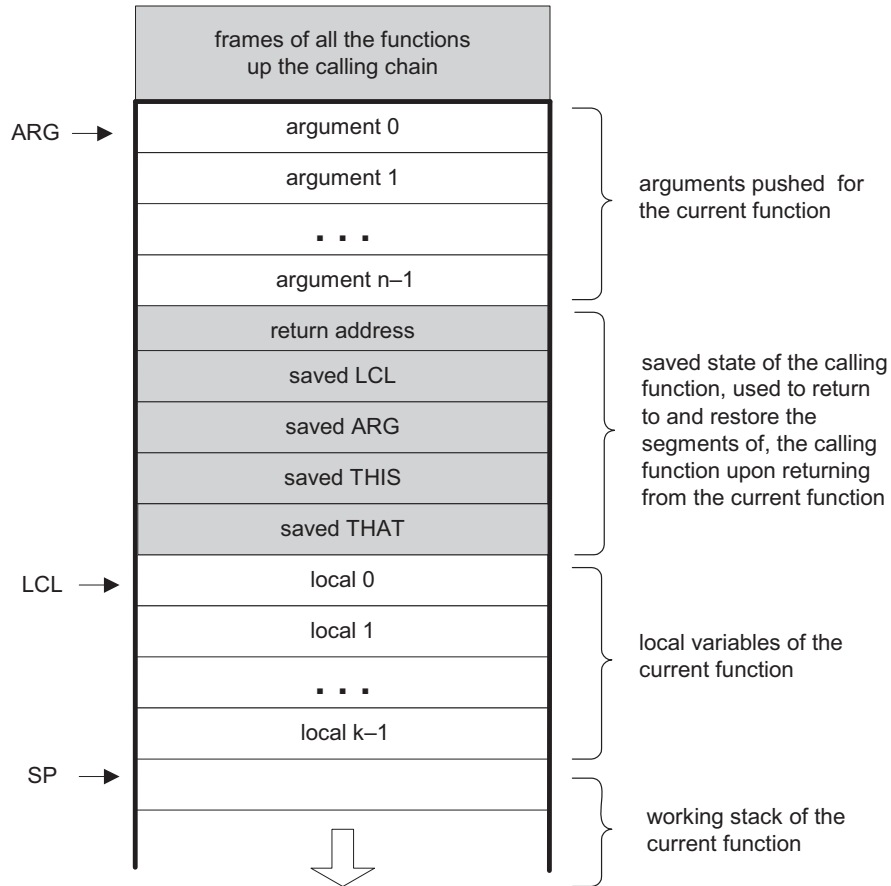 frames of all the functions
up the calling chain
ARG
argument 0
argument 1
. . .
argument n–1
arguments pushed for
the current function
return address
saved LCL
saved ARG
saved THIS
saved THAT
saved state of the calling
function, used to return
to and restore the
segments of, the calling
function upon returning
from the current function
LCL
local 0
local 1
. . .
local k–1
local variables of the
current function
SP
working stack of the
current function